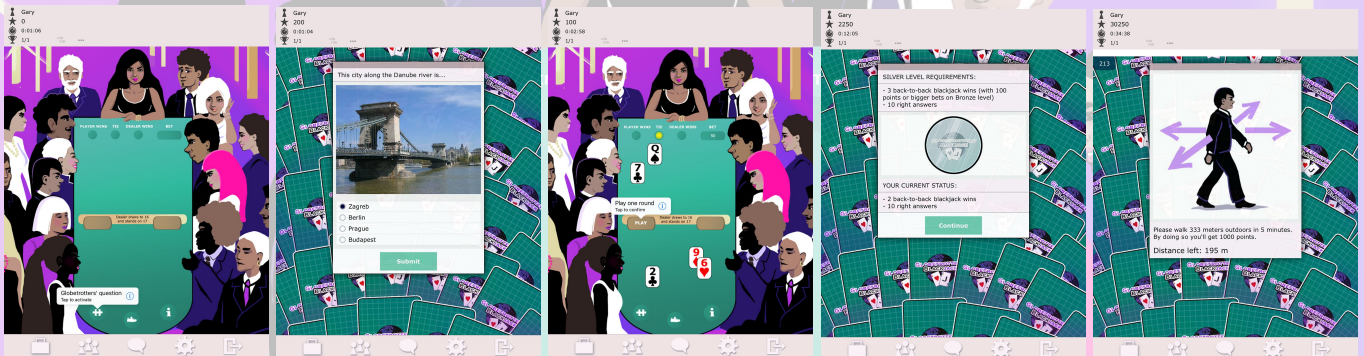 Gary
0
0:01:06
1/1
PLAYER WINS TIE DEALER WINS BET
Dealer draws to 16
and stands on 17
Globetrotters' question
Tap to activate
i
Gary
200
0:01:04
1/1
This city along the Danube river is...
Zagreb
Berlin
Prague
Budapest
Submit
Gary
100
0:02:58
1/1
PLAYER WINS TIE DEALER WINS BET
Q
7
Play one round
Tap to confirm
i
PLAY
Dealer draws to 16
and stands on 17
9
6
2
i
Gary
2250
0:12:05
1/1
SILVER LEVEL REQUIREMENTS:
- 3 back-to-back blackjack wins (with 100
points or bigger bets on Bronze level)
- 10 right answers
YOUR CURRENT STATUS:
- 2 back-to-back blackjack wins
- 10 right answers
Continue
Gary
30250
0:34:38
1/1
213
Please walk 333 meters outdoors in 5 minutes.
By doing so you'll get 1000 points.
Distance left: 195 m